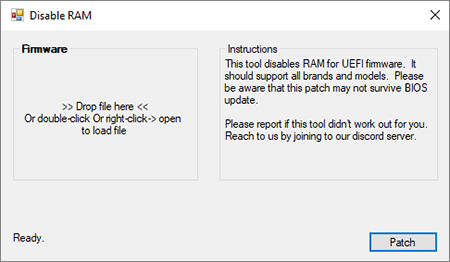 Disable RAM
Firmware
>> Drop file here <<
Or double-click Or right-click-> open
to load file
Instructions
This tool disables RAM for UEFI firmware. It
should support all brands and models. Please
be aware that this patch may not survive BIOS
update.
Please report if this tool didn't work out for you.
Reach to us by joining to our discord server.
Ready.
Patch